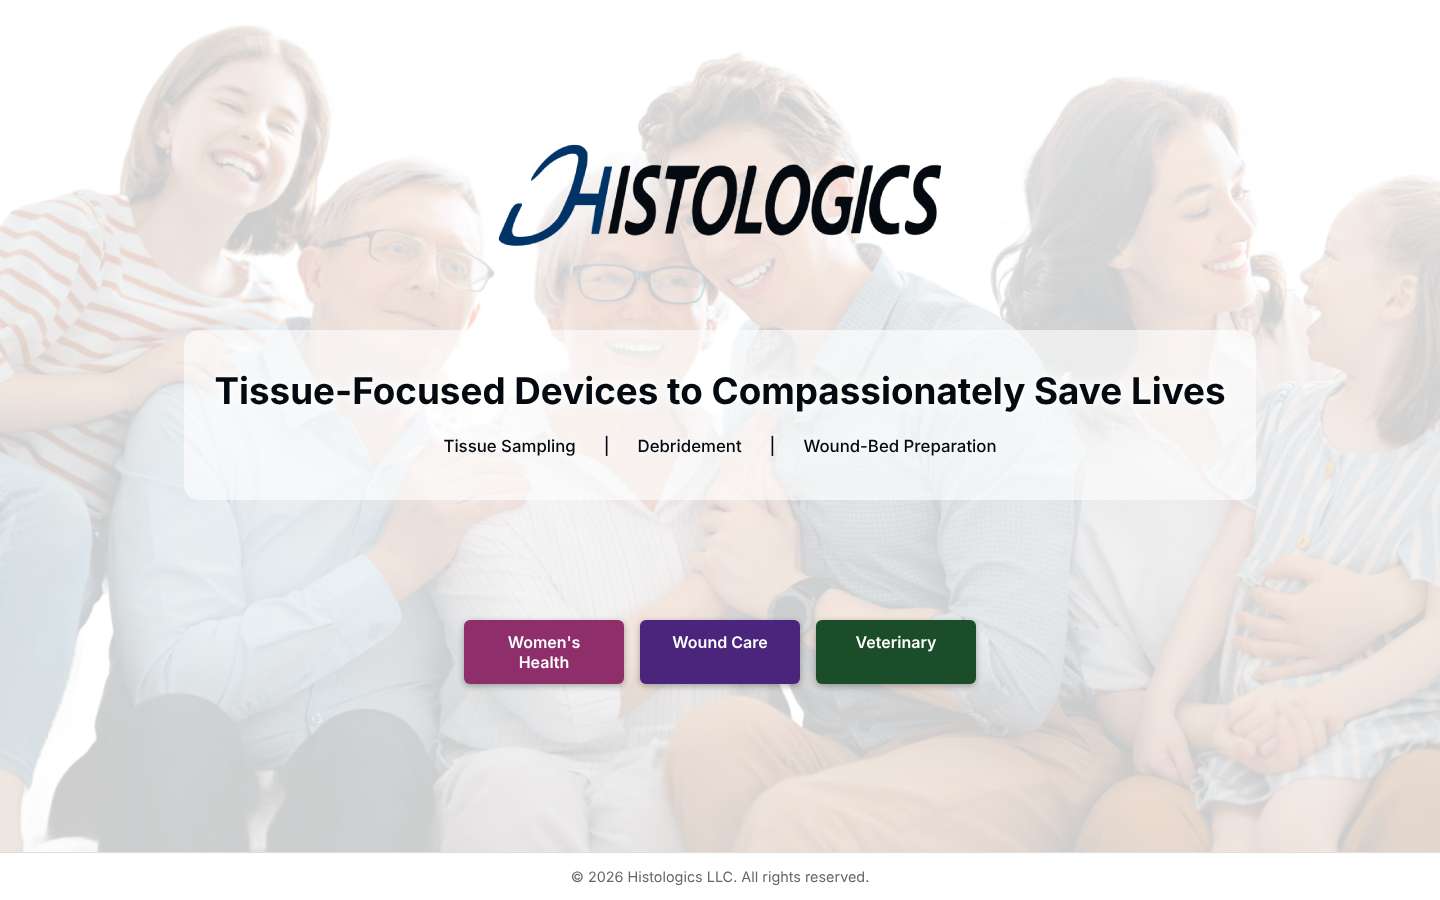 HISTOLOGICS
Tissue-Focused Devices to Compassionately Save Lives
Tissue Sampling | Debridement | Wound-Bed Preparation
Women's
Health
Wound Care
Veterinary
© 2026 Histologics LLC. All rights reserved.